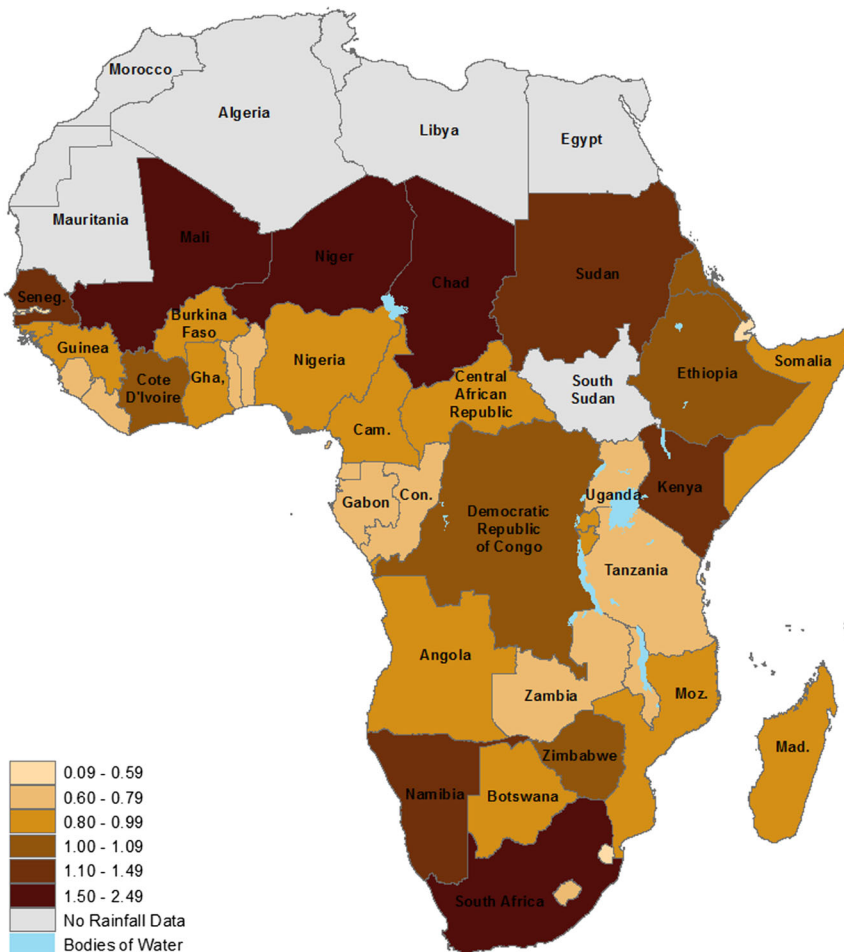 Morocco
Algeria
Libya
Egypt
Mauritania
Mali
Niger
Chad
Sudan
Seneg.
Burkina
Faso
Guinea
Nigeria
Somalia
Cote
D'Ivoire
Gha,
Central
African
Republic
South
Sudan
Ethiopia
Cam.
Gabon
Con.
Uganda
Kenya
Democratic
Republic
of Congo
Tanzania
Angola
Zambia
Moz.
Mad.
Zimbabwe
Namibia
Botswana
South Africa
0.09 - 0.59
0.60 - 0.79
0.80 - 0.99
1.00 - 1.09
1.10 - 1.49
1.50 - 2.49
No Rainfall Data
Bodies of Water